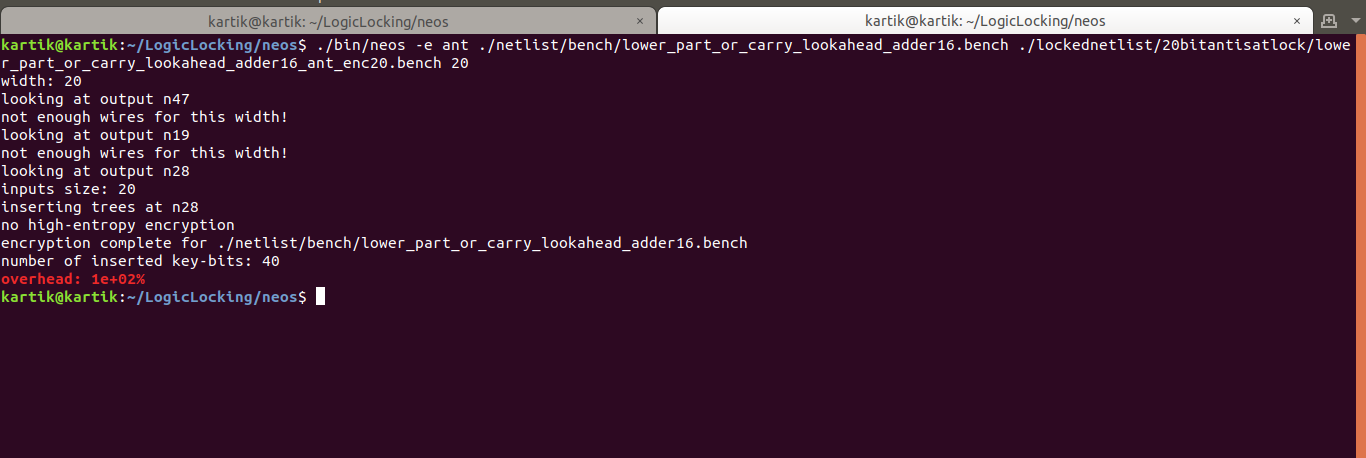 kartik@kartik: ~/LogicLocking/neos × kartik@kartik: ~/LogicLocking/neos ×
kartik@kartik:~/LogicLocking/neos$ ./bin/neos -e ant ./netlist/bench/lower_part_or_carry_lookahead_adder16.bench ./lockednetlist/20bitantisatlock/lowe
r_part_or_carry_lookahead_adder16_ant_enc20.bench 20
width: 20
looking at output n47
not enough wires for this width!
looking at output n19
not enough wires for this width!
looking at output n28
inputs size: 20
inserting trees at n28
no high-entropy encryption
encryption complete for ./netlist/bench/lower_part_or_carry_lookahead_adder16.bench
number of inserted key-bits: 40
overhead: 1e+02%
kartik@kartik:~/LogicLocking/neos$